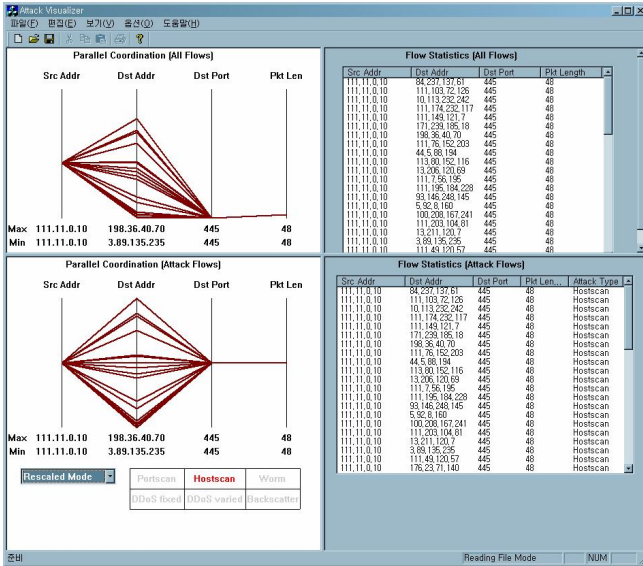 Attack Visualizer
파일(F) 편집(E) 보기(V) 옵션(O) 도움말(H)
Parallel Coordination (All Flows)
Src Addr Dst Addr Dst Port Pkt Len
Max 111.11.0.10 198.36.40.70 445 48
Min 111.11.0.10 3.89.135.235 445 48
Flow Statistics (All Flows)
Src Addr Dst Addr Dst Port Pkt Length
111,11,0,10 84,237,137,61 445 48
111,11,0,10 111,103,72,126 445 48
111,11,0,10 10,113,232,242 445 48
111,11,0,10 111,174,232,117 445 48
111,11,0,10 111,149,121,7 445 48
111,11,0,10 171,239,185,18 445 48
111,11,0,10 198,36,40,70 445 48
111,11,0,10 111,76,152,203 445 48
111,11,0,10 44,5,88,194 445 48
111,11,0,10 113,80,152,116 445 48
111,11,0,10 13,206,120,69 445 48
111,11,0,10 111,7,56,195 445 48
111,11,0,10 111,195,184,228 445 48
111,11,0,10 93,146,248,145 445 48
111,11,0,10 5,92,8,160 445 48
111,11,0,10 100,208,167,241 445 48
111,11,0,10 111,203,104,81 445 48
111,11,0,10 13,211,120,7 445 48
111,11,0,10 3,89,135,235 445 48
111,11,0,10 111,49,120,57 445 48
Parallel Coordination (Attack Flows)
Src Addr Dst Addr Dst Port Pkt Len
Max 111.11.0.10 198.36.40.70 445 48
Min 111.11.0.10 3.89.135.235 445 48
Rescaled Mode
Portscan Hostscan Worm
DDoS fixed DDoS varied Backscatter
Flow Statistics (Attack Flows)
Src Addr Dst Addr Dst Port Pkt Len... Attack Type
111,11,0,10 84,237,137,61 445 48 Hostscan
111,11,0,10 111,103,72,126 445 48 Hostscan
111,11,0,10 10,113,232,242 445 48 Hostscan
111,11,0,10 111,174,232,117 445 48 Hostscan
111,11,0,10 111,149,121,7 445 48 Hostscan
111,11,0,10 171,239,185,18 445 48 Hostscan
111,11,0,10 198,36,40,70 445 48 Hostscan
111,11,0,10 111,76,152,203 445 48 Hostscan
111,11,0,10 44,5,88,194 445 48 Hostscan
111,11,0,10 113,80,152,116 445 48 Hostscan
111,11,0,10 13,206,120,69 445 48 Hostscan
111,11,0,10 111,7,56,195 445 48 Hostscan
111,11,0,10 111,195,184,228 445 48 Hostscan
111,11,0,10 93,146,248,145 445 48 Hostscan
111,11,0,10 5,92,8,160 445 48 Hostscan
111,11,0,10 100,208,167,241 445 48 Hostscan
111,11,0,10 111,203,104,81 445 48 Hostscan
111,11,0,10 13,211,120,7 445 48 Hostscan
111,11,0,10 3,89,135,235 445 48 Hostscan
111,11,0,10 111,49,120,57 445 48 Hostscan
111,11,0,10 176,23,71,140 445 48 Hostscan
준비 Reading File Mode NUM